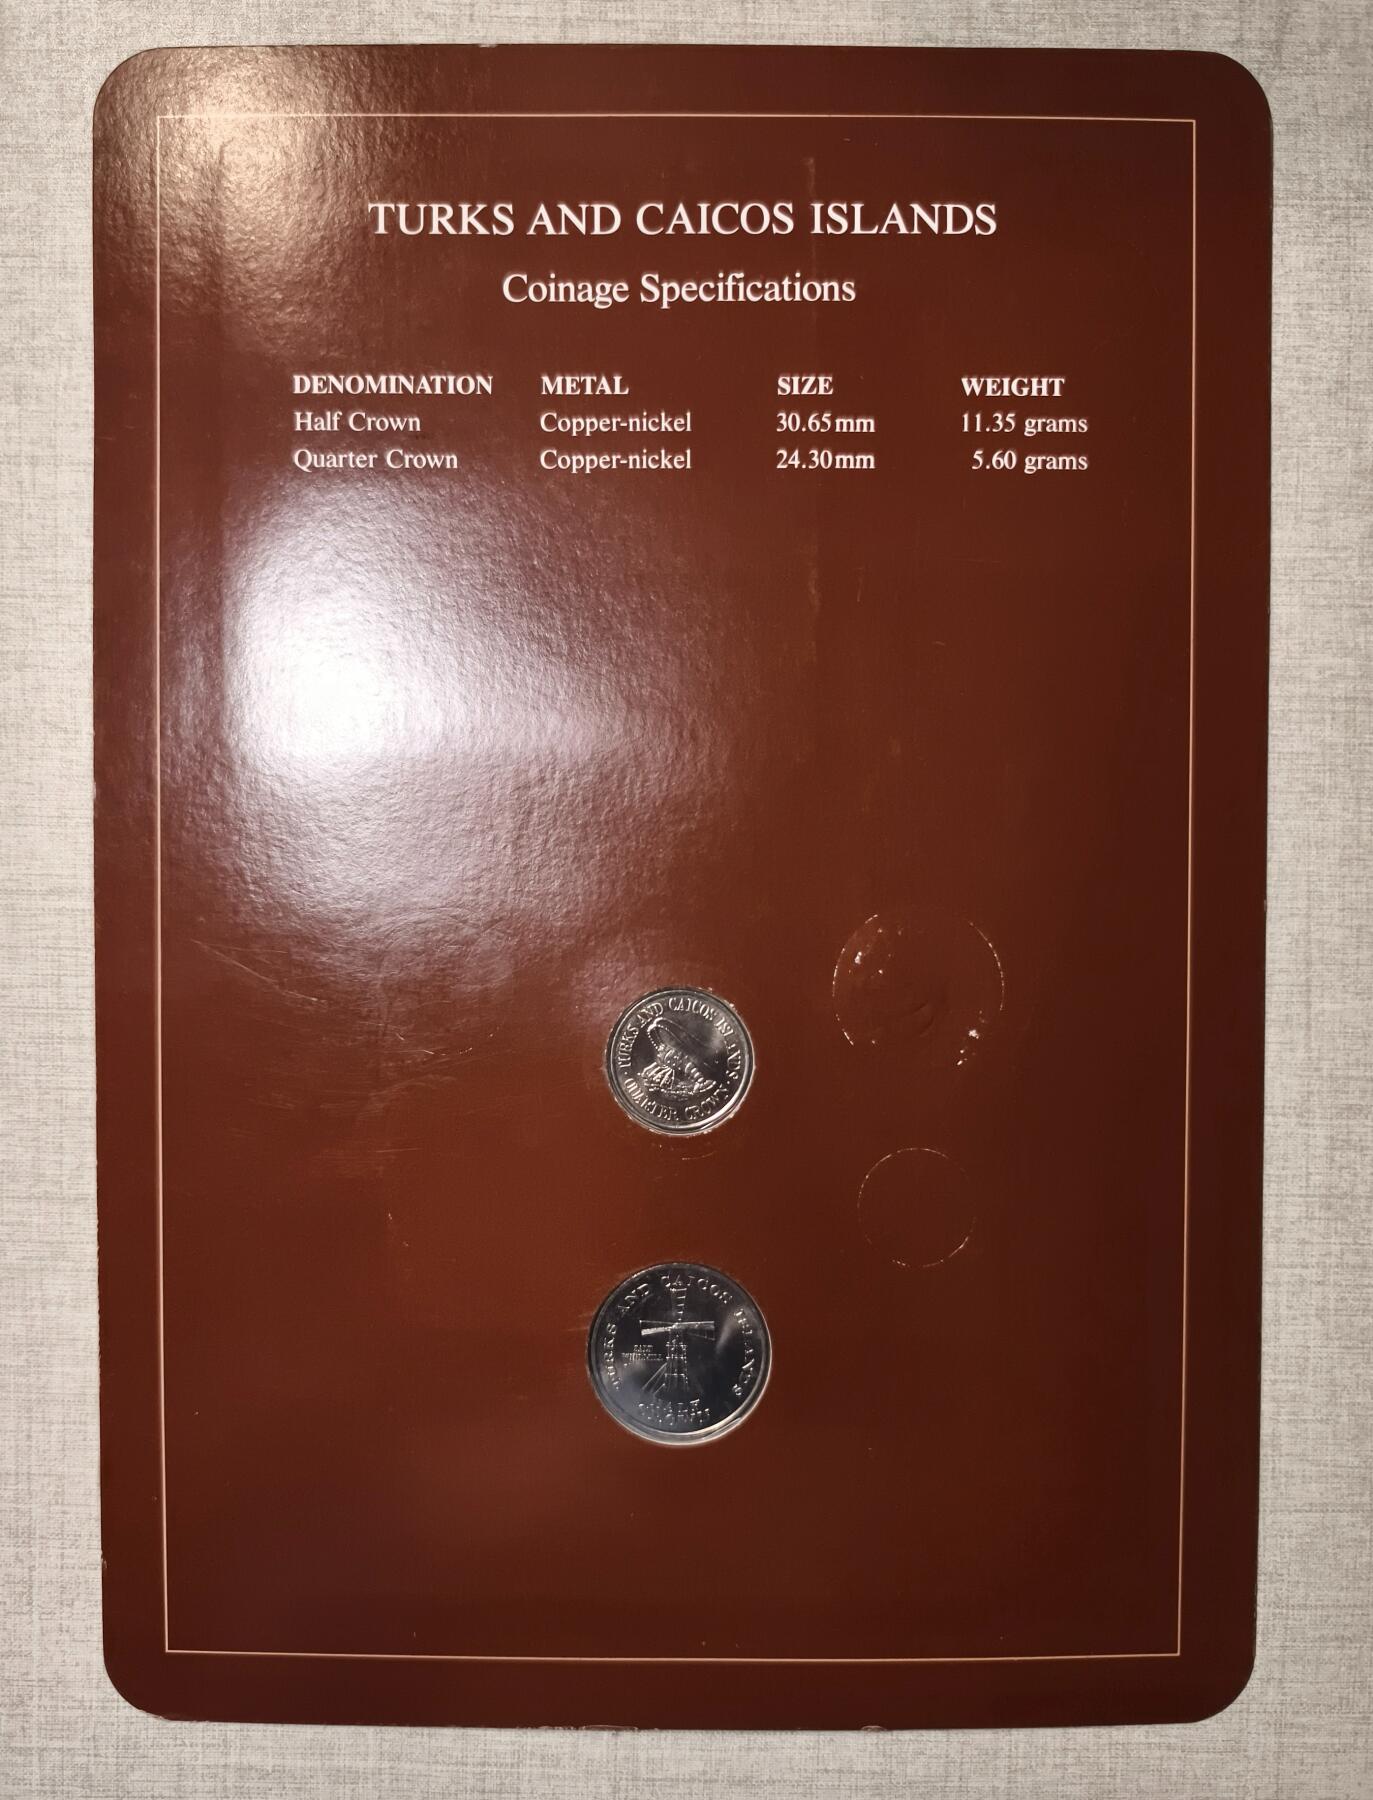 TURKS AND CAICOS ISLANDS
Coinage Specifications
DENOMINATION METAL SIZE WEIGHT
Half Crown Copper-nickel 30.65mm 11.35 grams
Quarter Crown Copper-nickel 24.30mm 5.60 grams
TURKS AND CAICOS ISLANDS
QUARTER CROWN
TURKS AND CAICOS ISLANDS
SALT
WINDMILL
HALF
CROWN